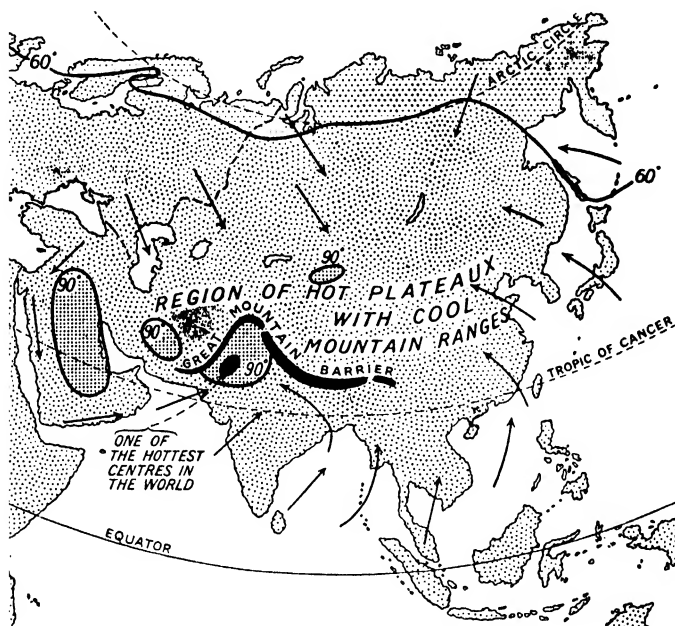 60°
ARCTIC CIRCLE
60°
90°
90°
REGION OF HOT PLATEAUX
WITH COOL
MOUNTAIN RANGES
90°
GREAT MOUNTAIN BARRIER
90°
TROPIC OF CANCER
ONE OF
THE HOTTEST
CENTRES IN
THE WORLD
EQUATOR